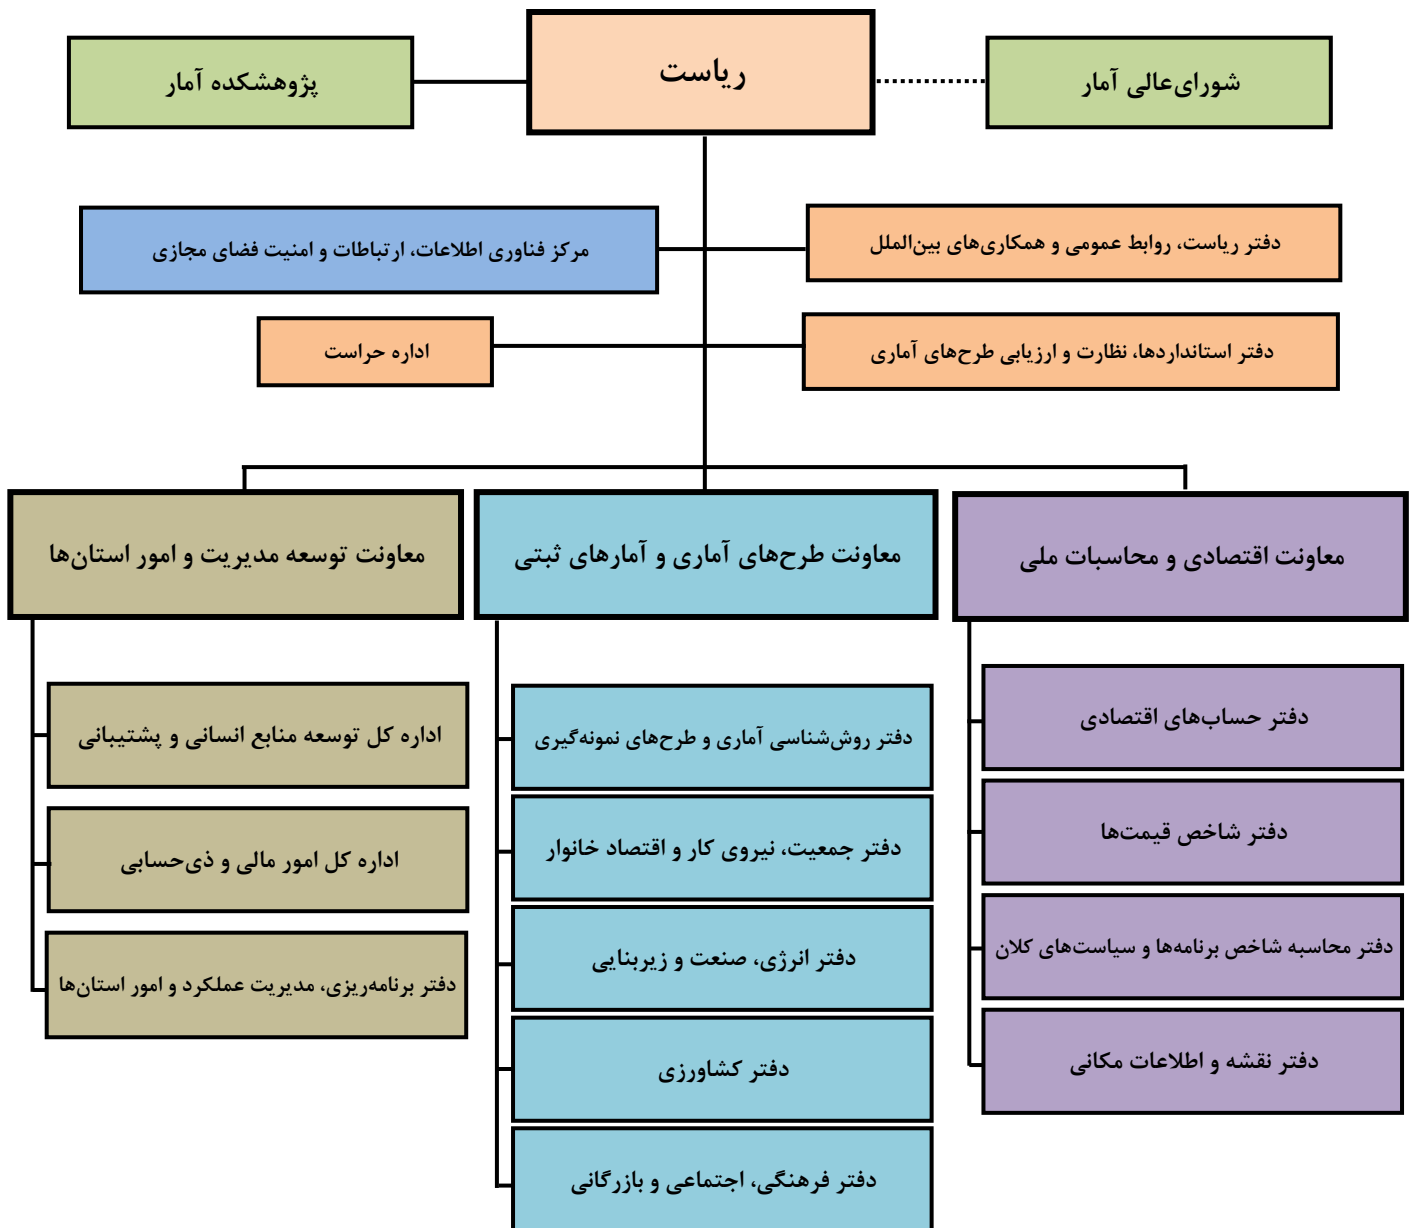 شورای‌عالی آمار
ریاست
پژوهشکده آمار
دفتر ریاست، روابط عمومی و همکاری‌های بین‌الملل
مرکز فناوری اطلاعات، ارتباطات و امنیت فضای مجازی
دفتر استانداردها، نظارت و ارزیابی طرح‌های آماری
اداره حراست
معاونت اقتصادی و محاسبات ملی
دفتر حساب‌های اقتصادی
دفتر شاخص قیمت‌ها
دفتر محاسبه شاخص برنامه‌ها و سیاست‌های کلان
دفتر نقشه و اطلاعات مکانی
معاونت طرح‌های آماری و آمارهای ثبتی
دفتر روش‌شناسی آماری و طرح‌های نمونه‌گیری
دفتر جمعیت، نیروی کار و اقتصاد خانوار
دفتر انرژی، صنعت و زیربنایی
دفتر کشاورزی
دفتر فرهنگی، اجتماعی و بازرگانی
معاونت توسعه مدیریت و امور استان‌ها
اداره کل توسعه منابع انسانی و پشتیبانی
اداره کل امور مالی و ذی‌حسابی
دفتر برنامه‌ریزی، مدیریت عملکرد و امور استان‌ها